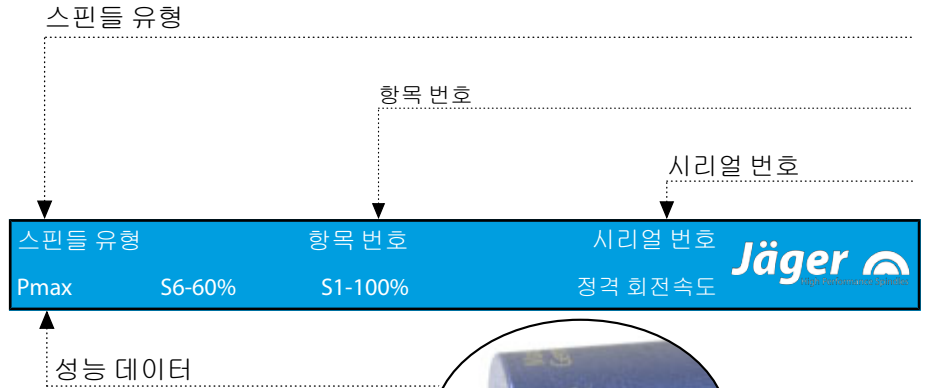 스핀들 유형
항목 번호
시리얼 번호
스핀들 유형 항목 번호 시리얼 번호
Jäger
Pmax S6-60% S1-100% 정격 회전속도
성능 데이터